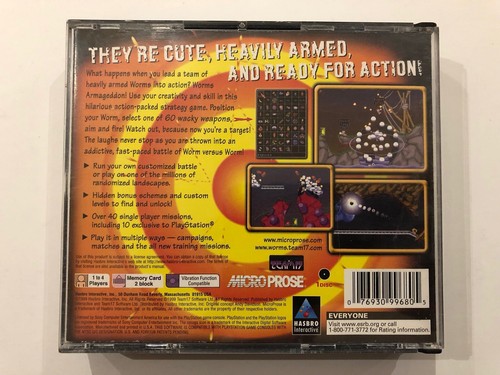 THEY'RE CUTE, HEAVILY ARMED,
AND READY FOR ACTION!
What happens when you lead a team of
heavily armed Worms into action? Worms
Armageddon! Use your creativity and skill in this
hilarious action-packed strategy game. Position
your Worm, select one of 60 wacky weapons,
aim and fire! Watch out, because now you're a target!
The laughs never stop as you are thrown into an
addictive, fast-paced battle of Worm versus Worm!
Run your own customized battle
or play on one of the millions of
randomized landscapes.
Hidden bonus schemes and custom
levels to find and unlock!
Over 40 single player missions,
including 10 exclusive to PlayStation®
Play it in multiple ways — campaigns,
matches and the all new training missions.
www.microprose.com
www.worms.team17.com
1 to 4
Players
Memory Card
2 block
Vibration Function
Compatible
TEAM17
MICROPROSE
1 DISC
HASBRO
Interactive
0 76930 99680 5
EVERYONE
Visit www.esrb.org or call
1-800-771-3772 for Rating information.